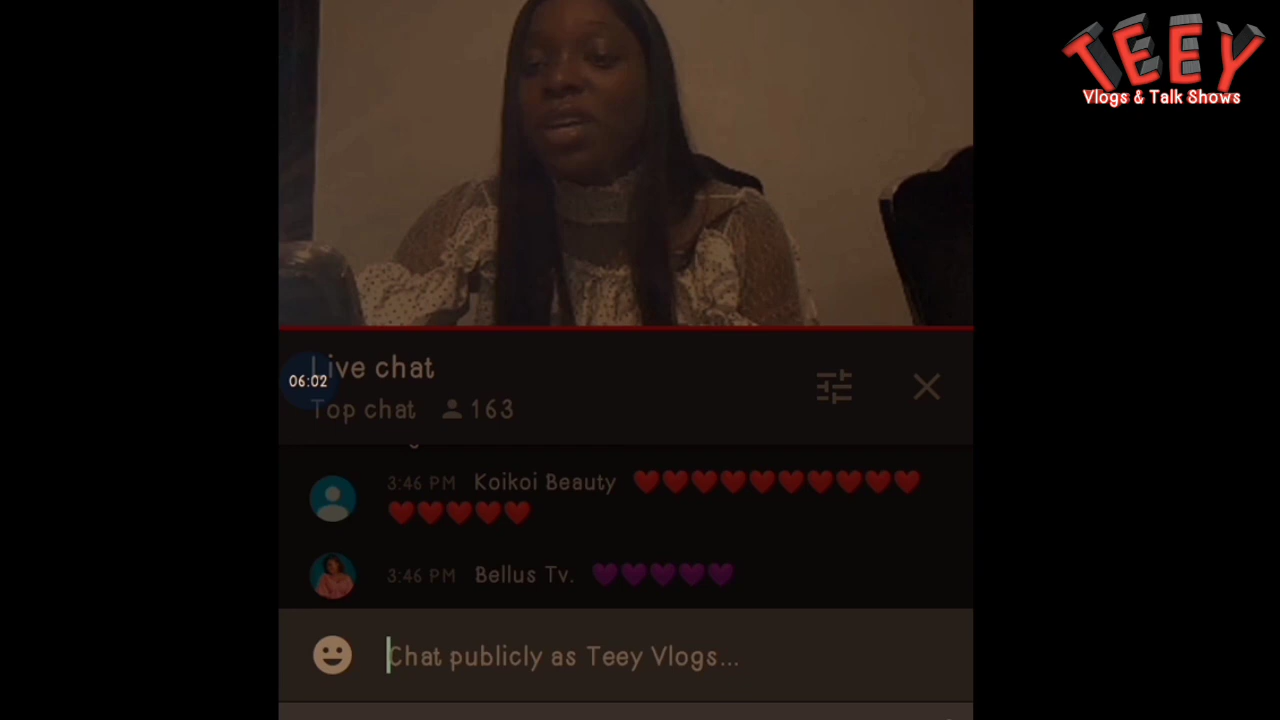 TEEY
Vlogs & Talk Shows
Live chat
06:02
Top chat 163
3:46 PM Koikoi Beauty ❤️❤️❤️❤️❤️❤️❤️❤️❤️❤️
❤️❤️❤️❤️❤️
3:46 PM Bellus Tv. 💜💜💜💜💜
Chat publicly as Teey Vlogs...